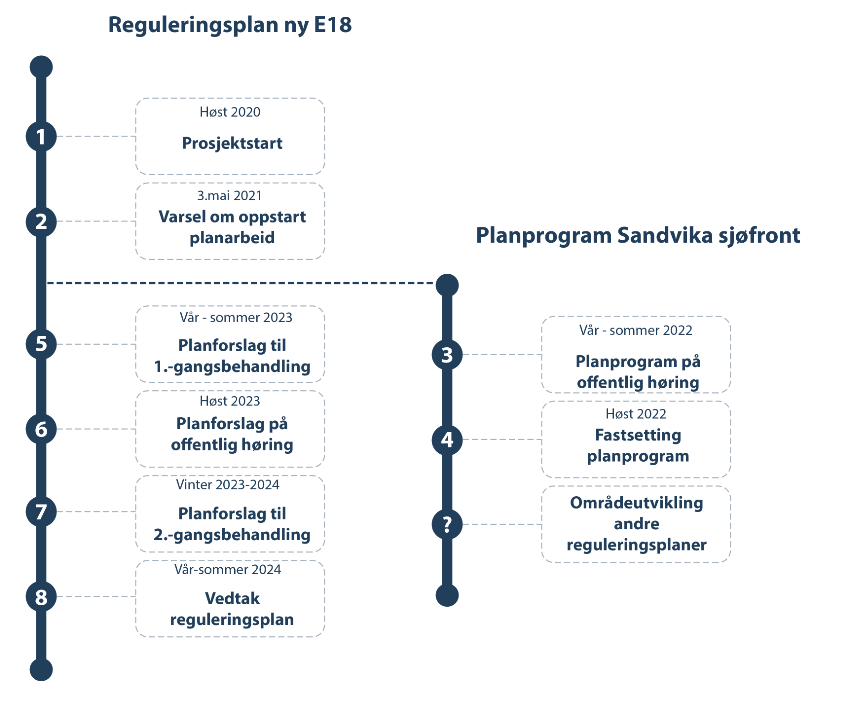 Reguleringsplan ny E18
1
Høst 2020
Prosjektstart
2
3.mai 2021
Varsel om oppstart
planarbeid
5
Vår - sommer 2023
Planforslag til
1.-gangsbehandling
6
Høst 2023
Planforslag på
offentlig høring
7
Vinter 2023-2024
Planforslag til
2.-gangsbehandling
8
Vår-sommer 2024
Vedtak
reguleringsplan
Planprogram Sandvika sjøfront
3
Vår - sommer 2022
Planprogram på
offentlig høring
4
Høst 2022
Fastsetting
planprogram
?
Områdeutvikling
andre
reguleringsplaner